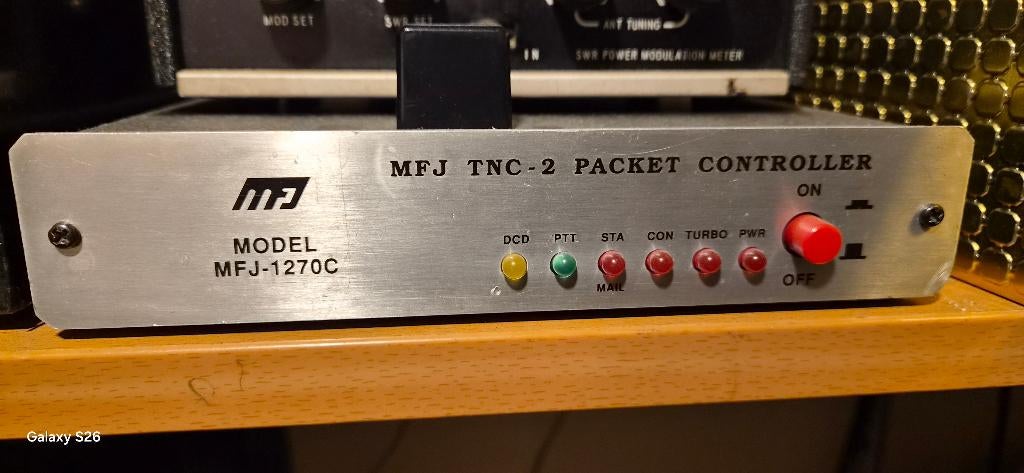 MOD SET
SWR SET
ANT TUNING
IN
SWR POWER MODULATION METER
MFJ TNC-2 PACKET CONTROLLER
MFJ
ON
MODEL
MFJ-1270C
DCD PTT STA CON TURBO PWR
MAIL
OFF
Galaxy S26